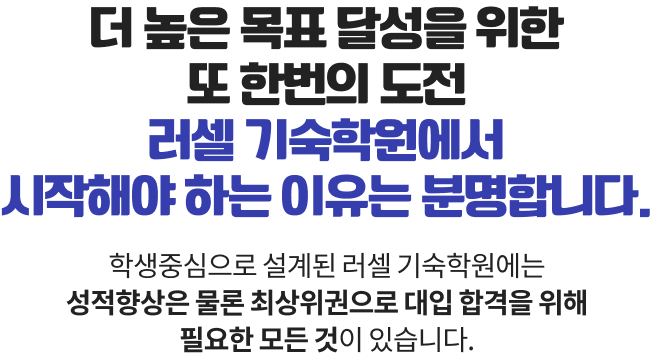 더 높은 목표 달성을 위한
또 한번의 도전
러셀 기숙학원에서
시작해야 하는 이유는 분명합니다.
학생중심으로 설계된 러셀 기숙학원에는
성적향상은 물론 최상위권으로 대입 합격을 위해
필요한 모든 것이 있습니다.